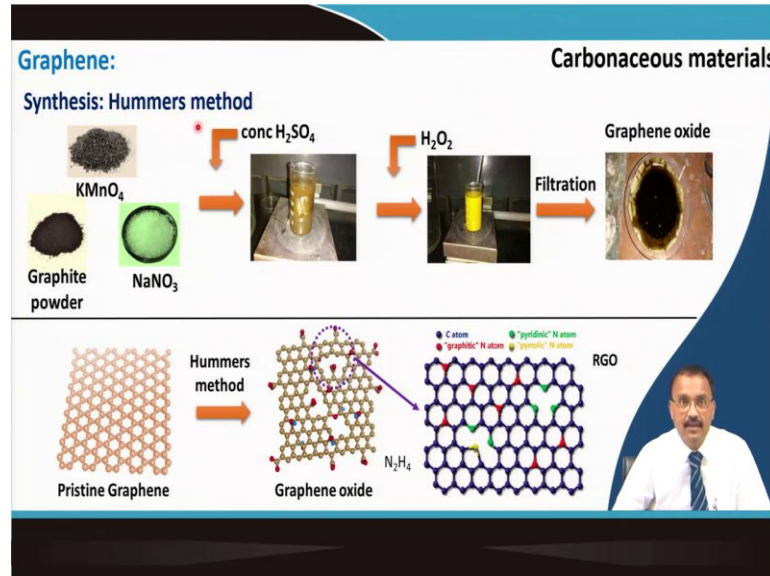 Graphene:
Carbonaceous materials
Synthesis: Hummers method
KMnO₄
Graphite
powder
NaNO₃
conc H₂SO₄
H₂O₂
Filtration
Graphene oxide
Pristine Graphene
Hummers
method
Graphene oxide
N₂H₄
C atom
"pyridinic" N atom
"graphitic" N atom
"pyrrolic" N atom
RGO